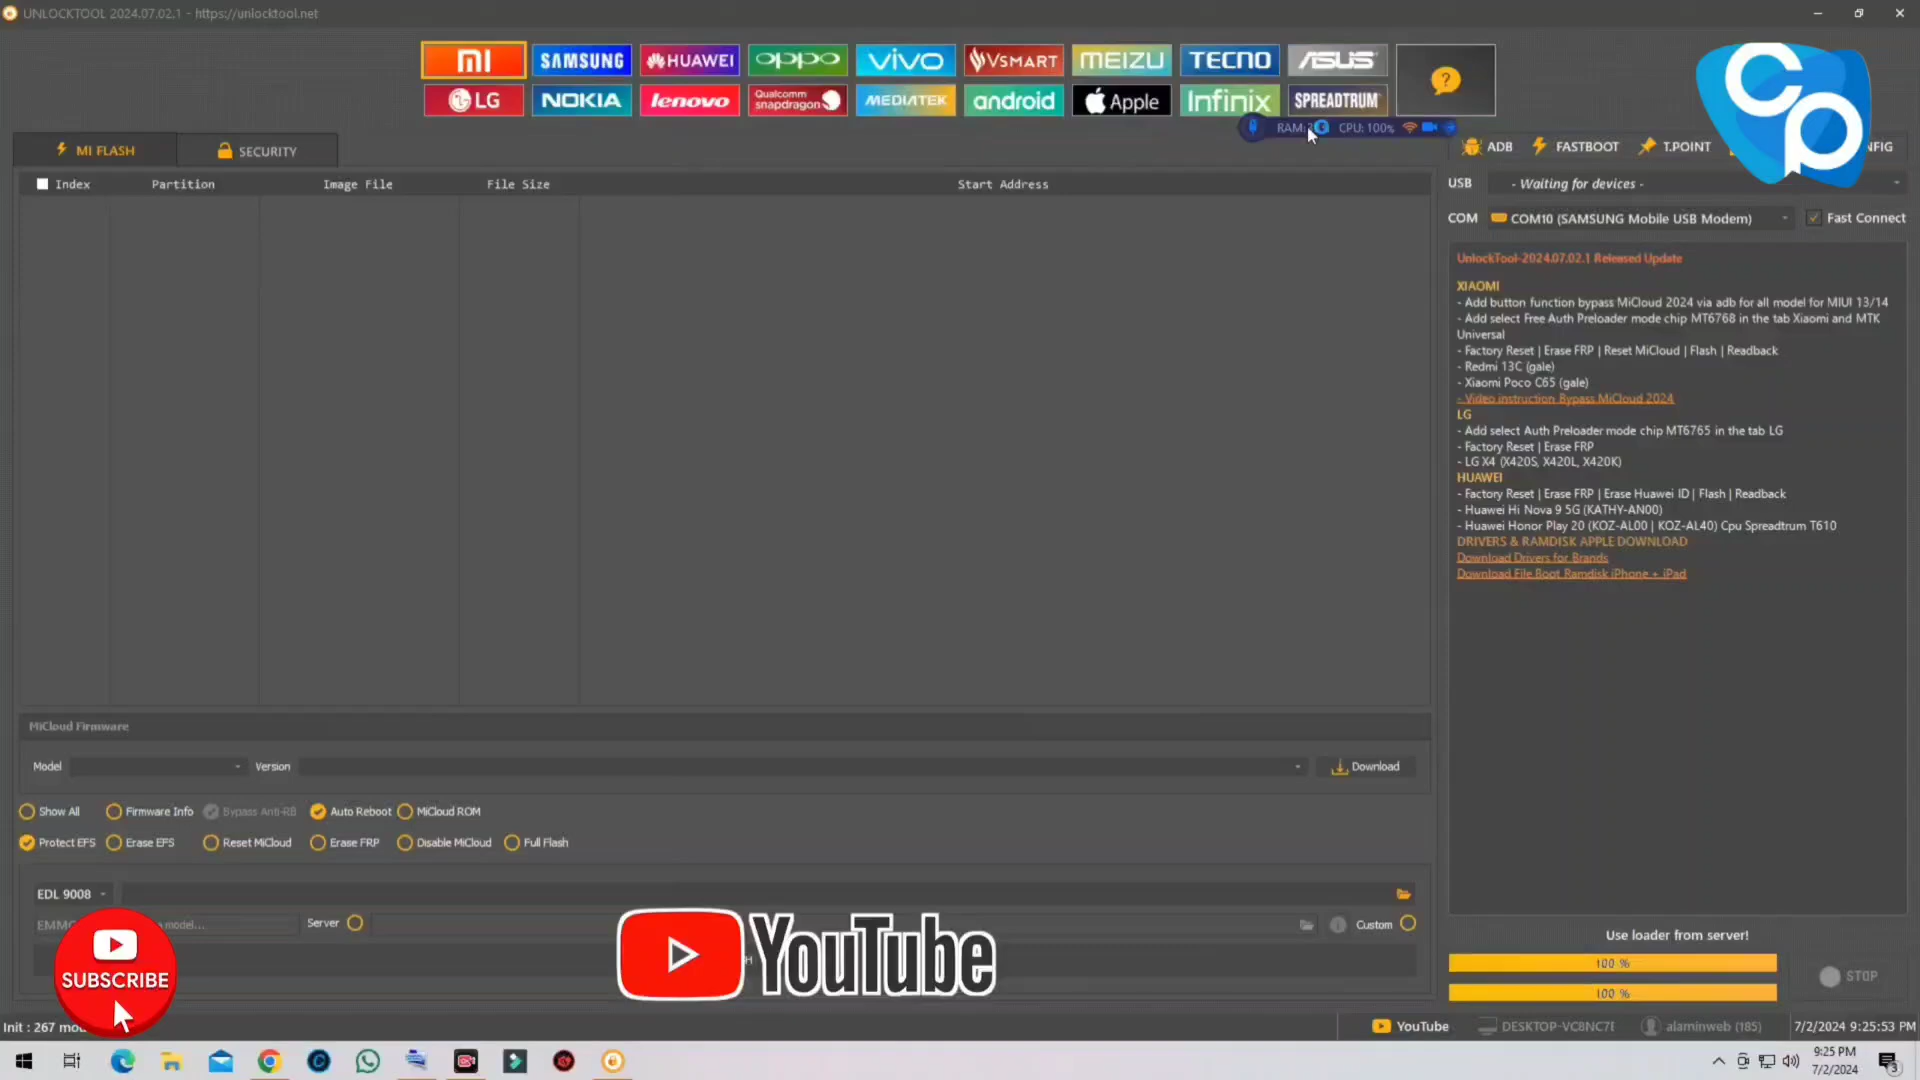 UNLOCKTOOL 2024.07.02.1 - https://unlocktool.net
MI SAMSUNG HUAWEI oppo vivo VSMART MEIZU TECNO ASUS
LG NOKIA lenovo Qualcomm snapdragon MEDIATEK android Apple Infinix SPREADTRUM
?
RAM: CPU: 100%
CP
MI FLASH SECURITY
ADB FASTBOOT T.POINT
Index Partition Image File File Size Start Address
USB - Waiting for devices -
COM COM10 (SAMSUNG Mobile USB Modem) Fast Connect
UnlockTool-2024.07.02.1 Released Update
XIAOMI
- Add button function bypass MiCloud 2024 via adb for all model for MIUI 13/14
- Add select Free Auth Preloader mode chip MT6768 in the tab Xiaomi and MTK
Universal
- Factory Reset | Erase FRP | Reset MiCloud | Flash | Readback
- Redmi 13C (gale)
- Xiaomi Poco C65 (gale)
- Video instruction Bypass MiCloud 2024
LG
- Add select Auth Preloader mode chip MT6765 in the tab LG
- Factory Reset | Erase FRP
- LG X4 (X420S, X420L, X420K)
HUAWEI
- Factory Reset | Erase FRP | Erase Huawei ID | Flash | Readback
- Huawei Hi Nova 9 5G (KATHY-AN00)
- Huawei Honor Play 20 (KOZ-AL00 | KOZ-AL40) Cpu Spreadtrum T610
DRIVERS & RAMDISK APPLE DOWNLOAD
Download Drivers for Brands
Download File Boot Ramdisk iPhone + iPad
MiCloud Firmware
Model Version Download
Show All Firmware Info Bypass Anti-RB Auto Reboot MiCloud ROM
Protect EFS Erase EFS Reset MiCloud Erase FRP Disable MiCloud Full Flash
EDL 9008
EMMC model... Server Custom
SUBSCRIBE
YouTube
Use loader from server!
100 %
100 %
STOP
Init : 267
YouTube DESKTOP-VC8NC7I alaminweb (185) 7/2/2024 9:25:53 PM
9:25 PM
7/2/2024
3